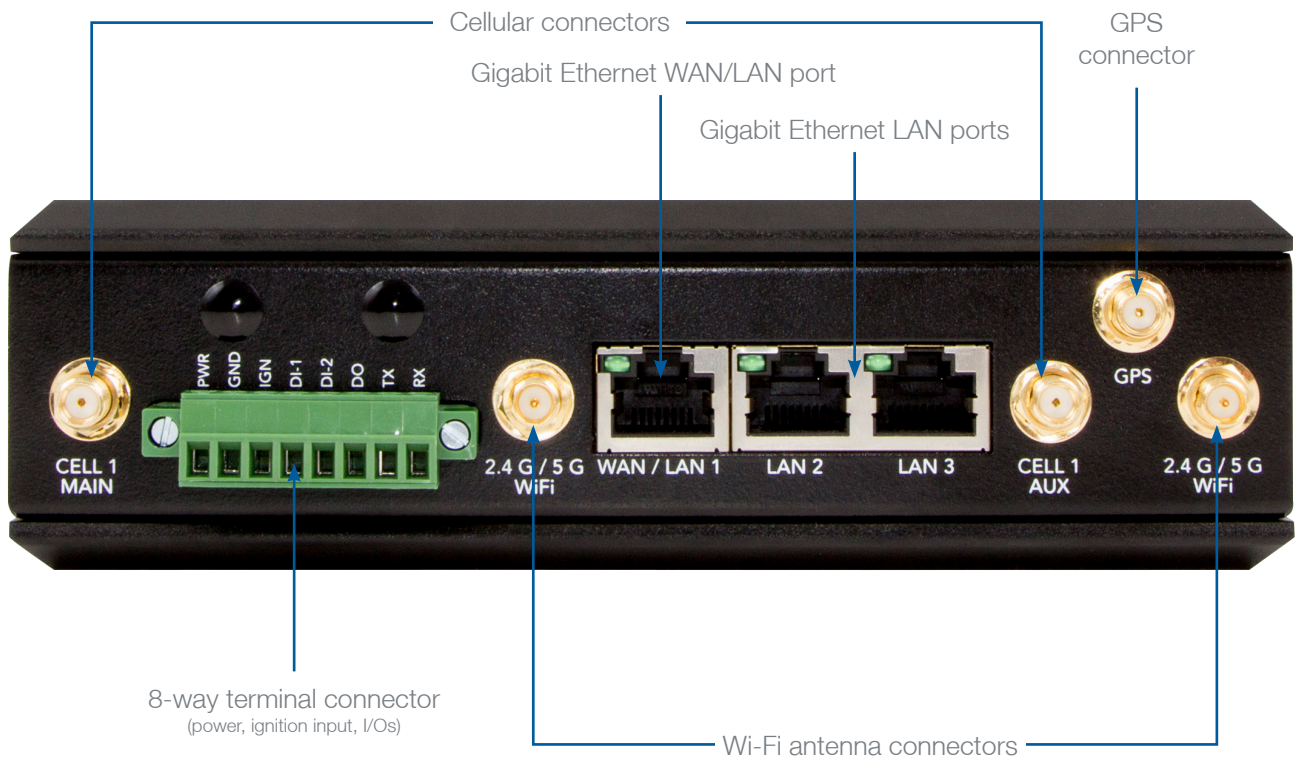 Cellular connectors
GPS
connector
Gigabit Ethernet WAN/LAN port
Gigabit Ethernet LAN ports
PWR
GND
IGN
DI-1
DI-2
DO
TX
RX
GPS
CELL 1
MAIN
2.4 G / 5 G
WiFi
WAN / LAN 1
LAN 2
LAN 3
CELL 1
AUX
2.4 G / 5 G
WiFi
8-way terminal connector
(power, ignition input, I/Os)
Wi-Fi antenna connectors